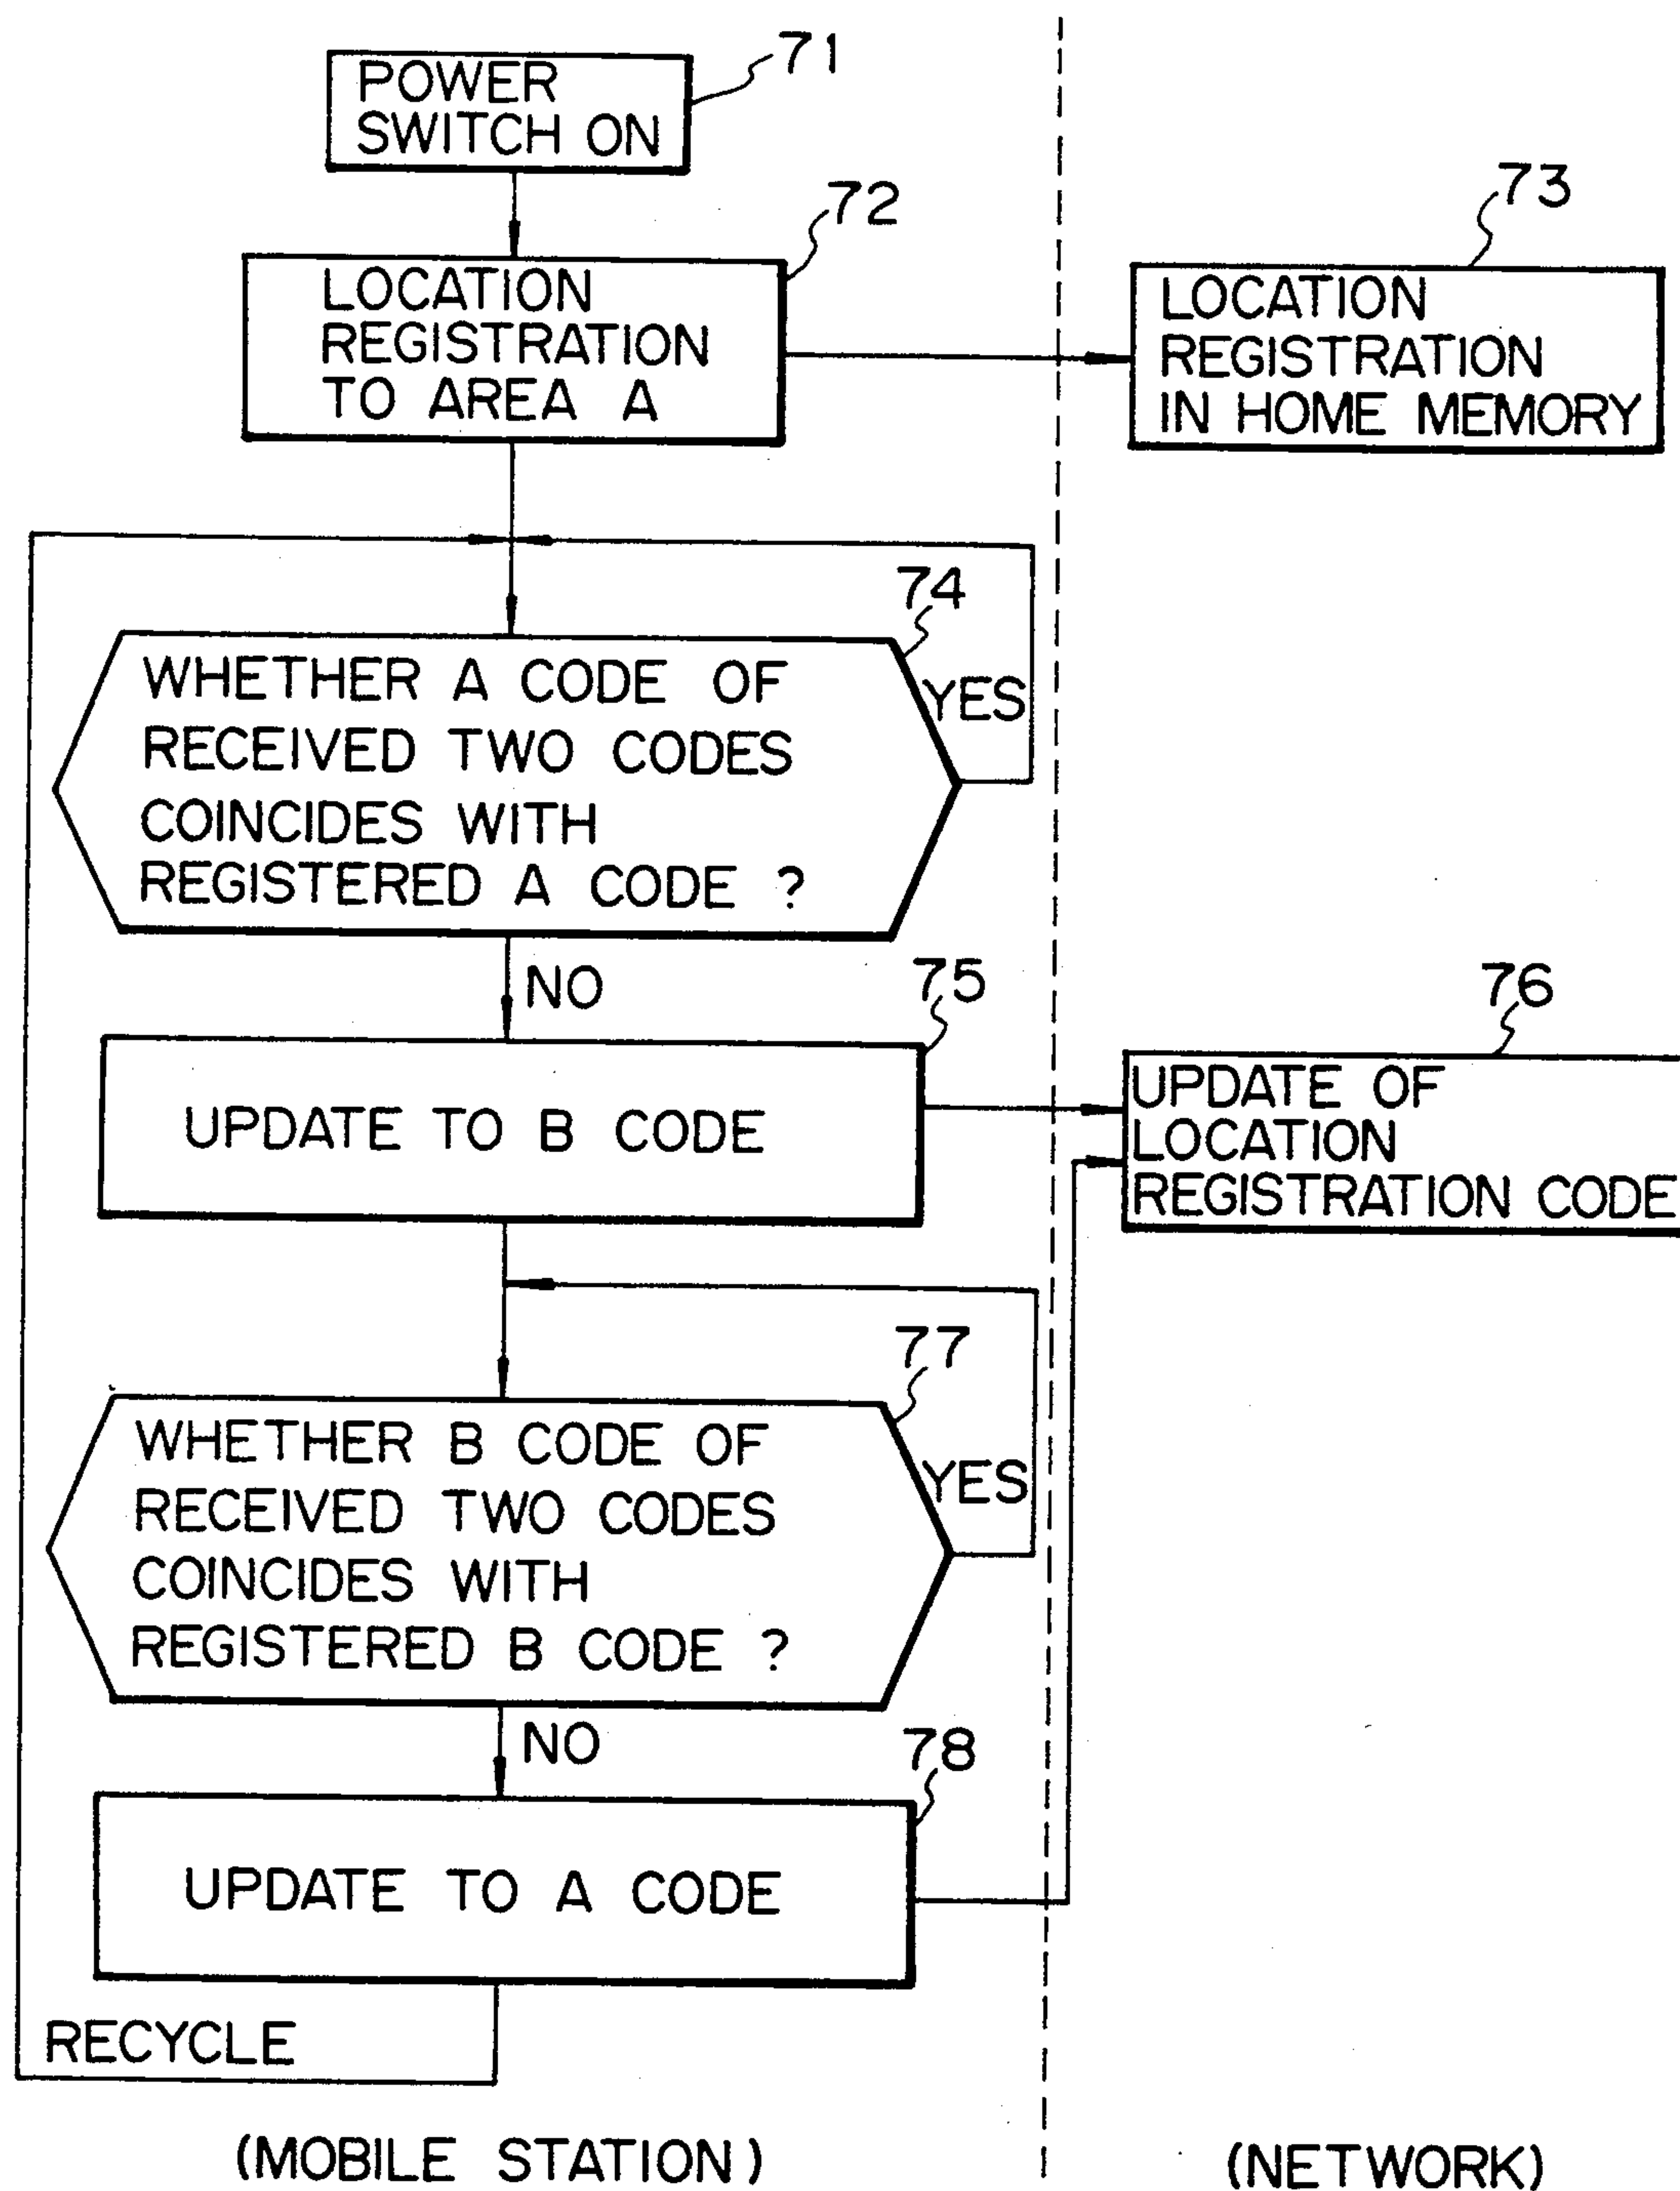 71
POWER
SWITCH ON
72
LOCATION
REGISTRATION
TO AREA A
73
LOCATION
REGISTRATION
IN HOME MEMORY
74
WHETHER A CODE OF
RECEIVED TWO CODES
COINCIDES WITH
REGISTERED A CODE ?
YES
NO
75
UPDATE TO B CODE
76
UPDATE OF
LOCATION
REGISTRATION CODE
77
WHETHER B CODE OF
RECEIVED TWO CODES
COINCIDES WITH
REGISTERED B CODE ?
YES
NO
78
UPDATE TO A CODE
RECYCLE
(MOBILE STATION)
(NETWORK)